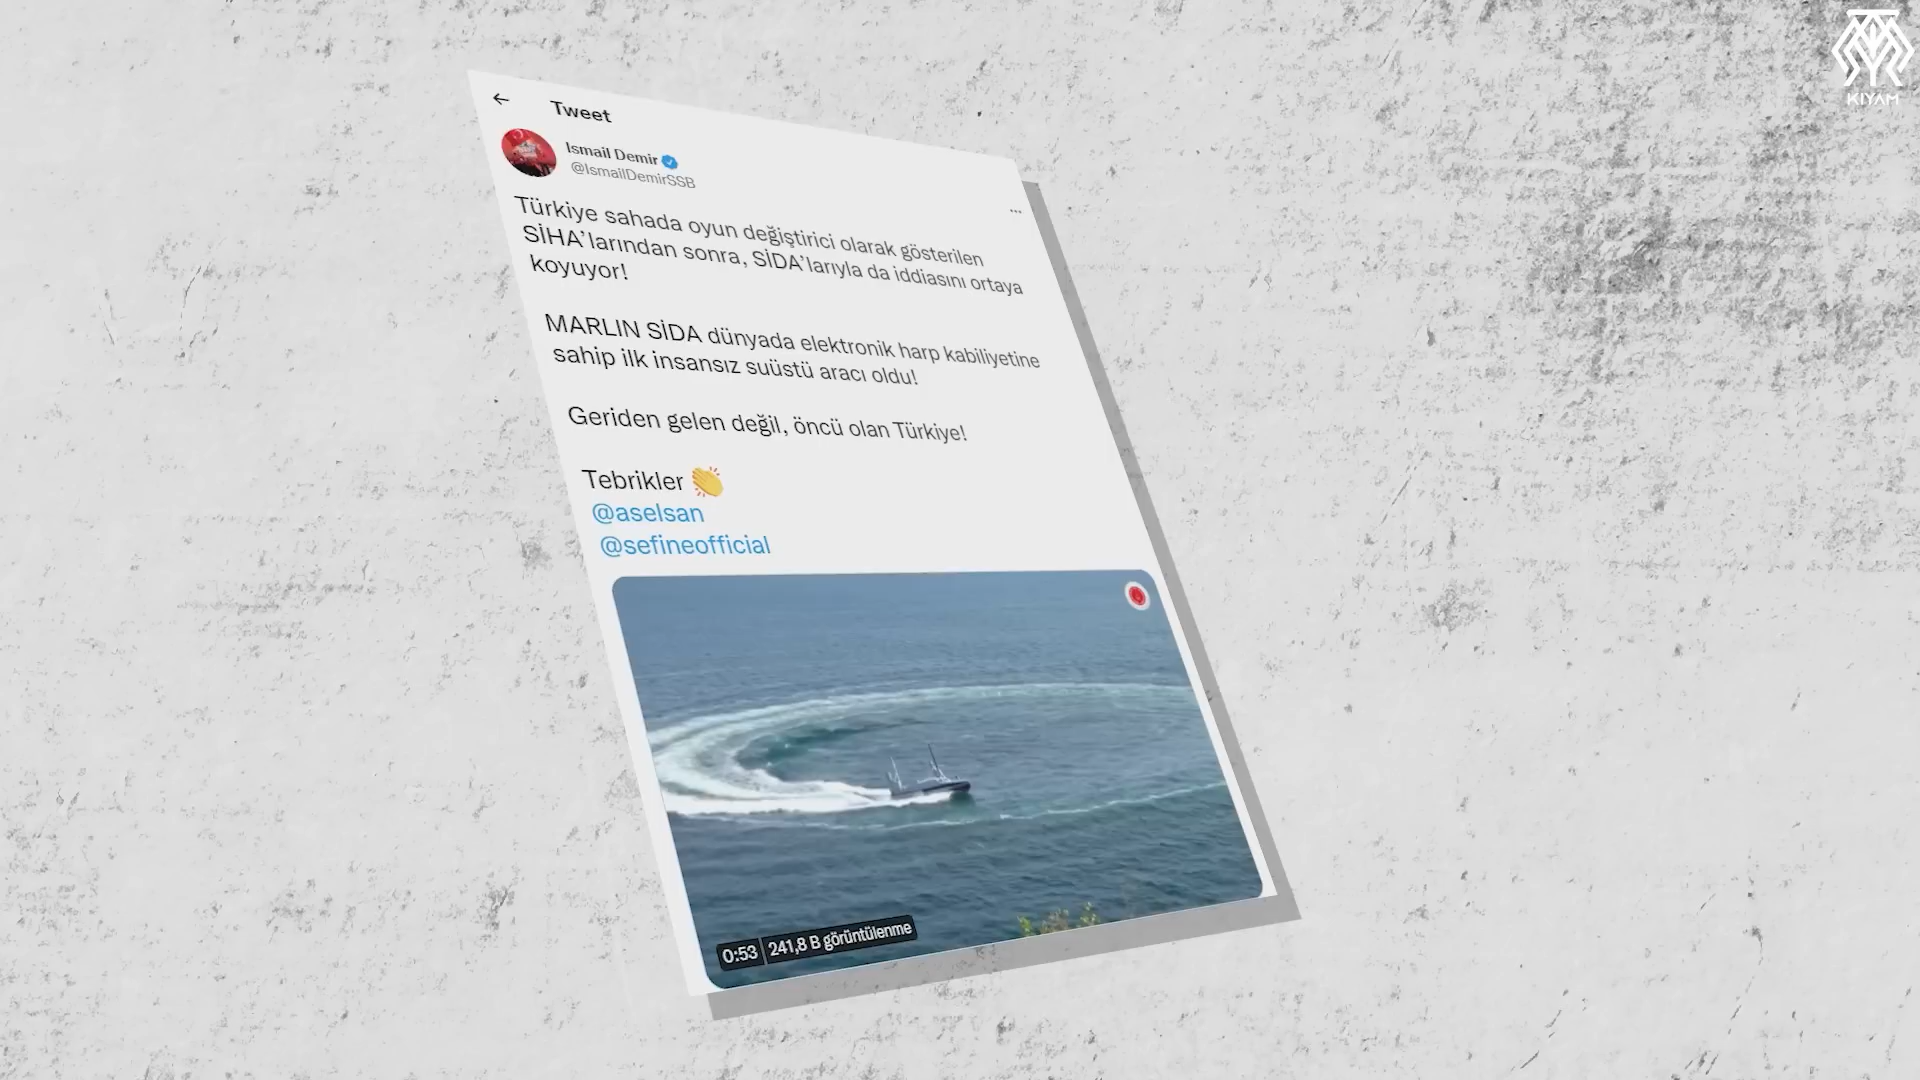 KIYAM
Tweet
Ismail Demir
@IsmailDemirSSB
Türkiye sahada oyun değiştirici olarak gösterilen
SİHA'larından sonra, SİDA'larıyla da iddiasını ortaya
koyuyor!
MARLIN SİDA dünyada elektronik harp kabiliyetine
sahip ilk insansız suüstü aracı oldu!
Geriden gelen değil, öncü olan Türkiye!
Tebrikler 👏
@aselsan
@sefineofficial
0:53 241,8 B görüntülenme